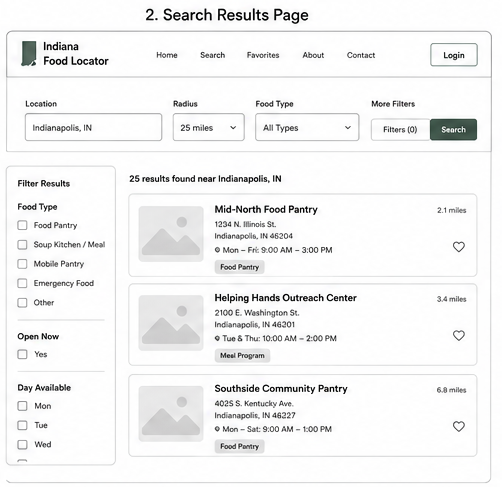 2. Search Results Page
Indiana
Food Locator
Home
Search
Favorites
About
Contact
Login
Location
Radius
Food Type
More Filters
Indianapolis, IN
25 miles
All Types
Filters (0)
Search
Filter Results
Food Type
Food Pantry
Soup Kitchen / Meal
Mobile Pantry
Emergency Food
Other
Open Now
Yes
Day Available
Mon
Tue
Wed
25 results found near Indianapolis, IN
Mid-North Food Pantry
2.1 miles
1234 N. Illinois St.
Indianapolis, IN 46204
Mon – Fri: 9:00 AM – 3:00 PM
Food Pantry
Helping Hands Outreach Center
3.4 miles
2100 E. Washington St.
Indianapolis, IN 46201
Tue & Thu: 10:00 AM – 2:00 PM
Meal Program
Southside Community Pantry
6.8 miles
4025 S. Kentucky Ave.
Indianapolis, IN 46227
Mon – Sat: 9:00 AM – 1:00 PM
Food Pantry